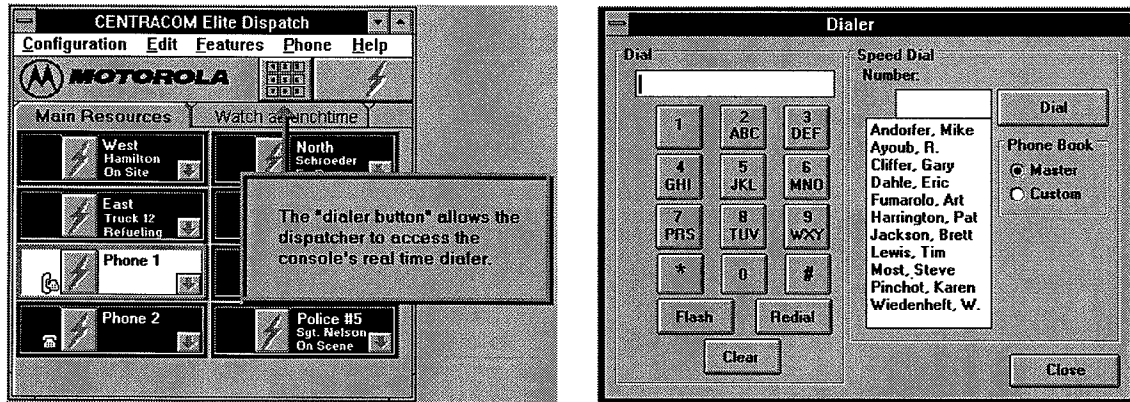 CENTRACOM Elite Dispatch
Configuration Edit Features Phone Help
MOTOROLA
Main Resources
Watch a unchtime
West
Hamilton
On Site
North
Schroeder
East
Truck 12
Refueling
The "dialer button" allows the
dispatcher to access the
console's real time dialer.
Phone 1
Phone 2
Police #5
Sgt. Nelson
On Scene
Dialer
Dial
1
2
ABC
3
DEF
4
GHI
5
JKL
6
MNO
7
PRS
8
TUV
9
WXY
*
0
#
Flash
Redial
Clear
Speed Dial
Number:
Dial
Andorfer, Mike
Ayoub, R.
Cliffer, Gary
Dahle, Eric
Fumarolo, Art
Harrington, Pat
Jackson, Brett
Lewis, Tim
Most, Steve
Pinchot, Karen
Wiedenheft, W.
Phone Book
Master
Custom
Close